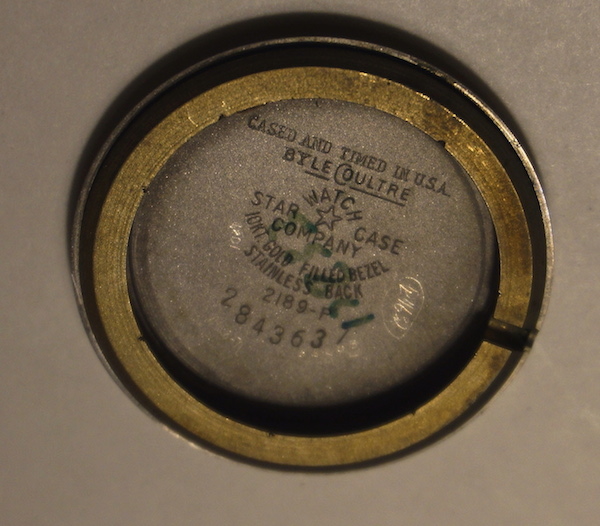 CASED AND TIMED IN U.S.A.
BY LECOULTRE
STAR WATCH CASE
COMPANY
10KT. GOLD FILLED BEZEL
STAINLESS BACK
2189-F
284363